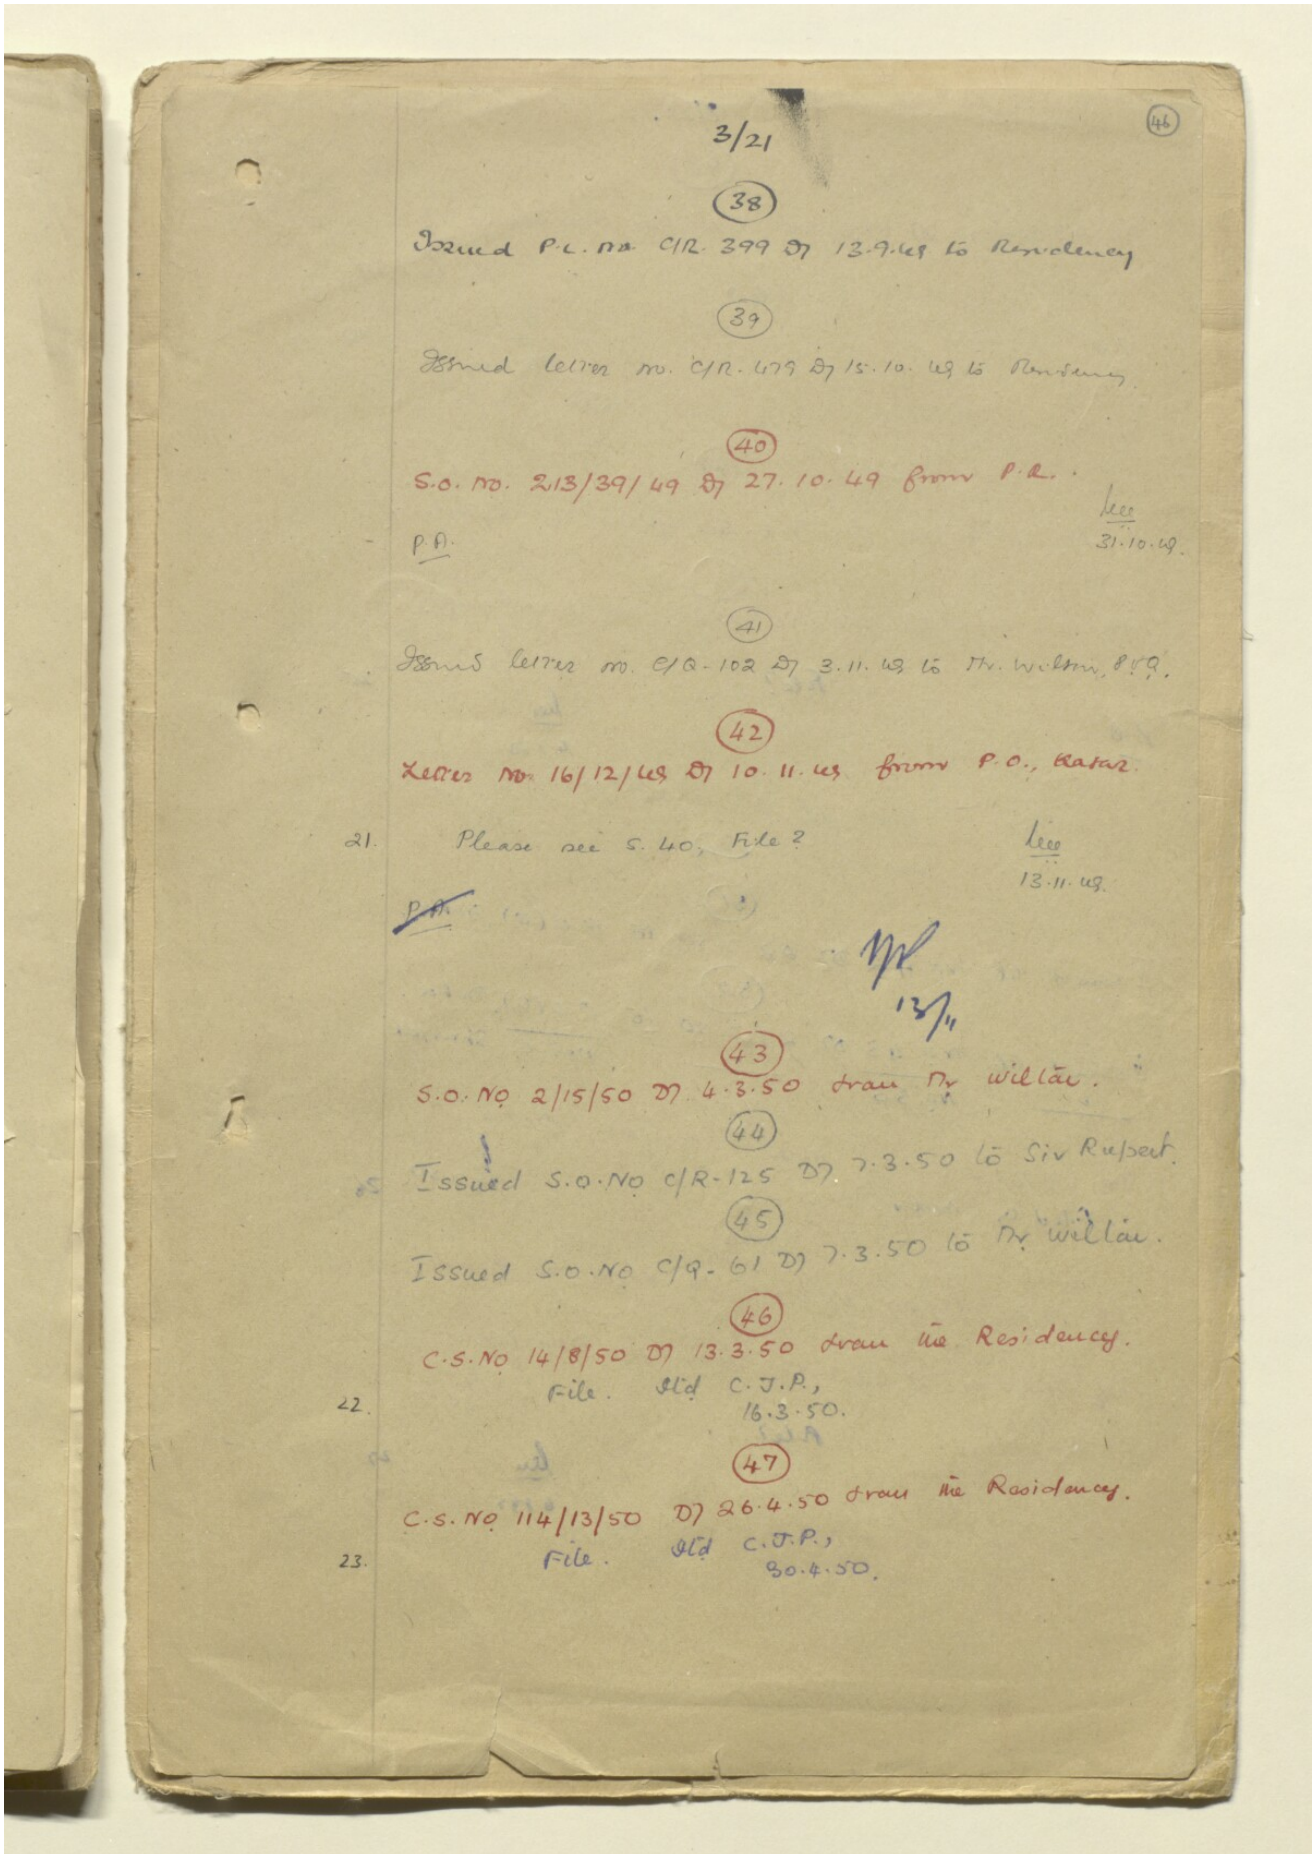 46
3/21
38
Issued P.L. no. C/R. 399 D/ 13.9.49 to Residency
39
Issued letter no. C/R-479 D/ 15.10.49 to Residency.
40
S.O. no. 213/39/49 D/ 27.10.49 from P.R.
31.10.49.
P.A.
41
Issued letter no. C/Q-102 D/ 3.11.49 to Mr. Wilton,
42
Letter no. 16/12/49 D/ 10.11.49 from P.O., Katar.
21. Please see S. 40. File?
13.11.49.
P.A.
13/11
43
S.O. No 2/15/50 D/ 4.3.50 from Mr Wilton.
44
Issued S.O. No C/R-125 D/ 7.3.50 to Sir Rupert.
45
Issued S.O. No C/Q-61 D/ 7.3.50 to Mr Wilton.
46
C.S. No 14/8/50 D/ 13.3.50 from the Residency.
File. Itd C.J.P.,
22. 16.3.50.
47
C.S. No 114/13/50 D/ 26.4.50 from the Residency.
File. Itd C.J.P.,
23. 30.4.50.